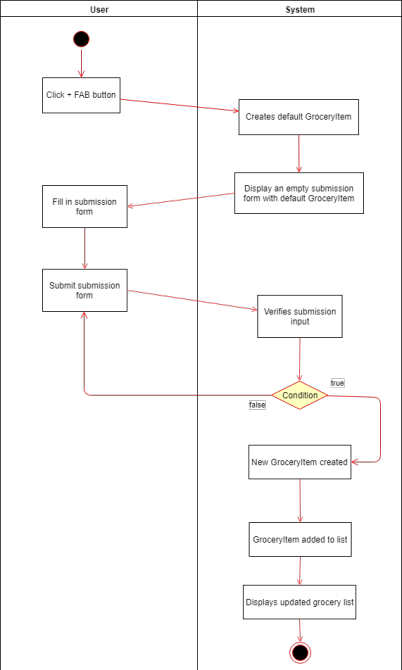 User
System
Click + FAB button
Creates default GroceryItem
Display an empty submission
form with default GroceryItem
Fill in submission
form
Submit submission
form
Verifies submission
input
Condition
true
false
New GroceryItem created
GroceryItem added to list
Displays updated grocery list